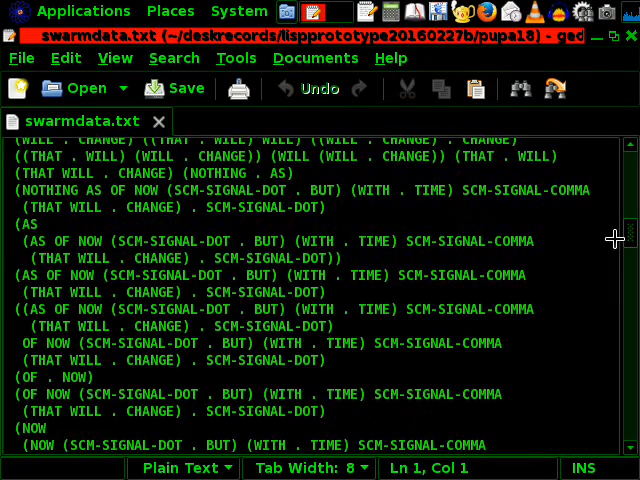 Applications Places System
swarmdata.txt (~/deskrecords/lispprototype20160227b/pupa18) - ged
File Edit View Search Tools Documents Help
Open Save Undo
swarmdata.txt
(WILL . CHANGE) ((THAT . WILL) WILL) ((WILL . CHANGE) . CHANGE)
((THAT . WILL) (WILL . CHANGE)) (WILL (WILL . CHANGE)) (THAT . WILL)
(THAT WILL . CHANGE) (NOTHING . AS)
(NOTHING AS OF NOW (SCM-SIGNAL-DOT . BUT) (WITH . TIME) SCM-SIGNAL-COMMA
(THAT WILL . CHANGE) . SCM-SIGNAL-DOT)
(AS
(AS OF NOW (SCM-SIGNAL-DOT . BUT) (WITH . TIME) SCM-SIGNAL-COMMA
(THAT WILL . CHANGE) . SCM-SIGNAL-DOT))
(AS OF NOW (SCM-SIGNAL-DOT . BUT) (WITH . TIME) SCM-SIGNAL-COMMA
(THAT WILL . CHANGE) . SCM-SIGNAL-DOT)
((AS OF NOW (SCM-SIGNAL-DOT . BUT) (WITH . TIME) SCM-SIGNAL-COMMA
(THAT WILL . CHANGE) . SCM-SIGNAL-DOT)
OF NOW (SCM-SIGNAL-DOT . BUT) (WITH . TIME) SCM-SIGNAL-COMMA
(THAT WILL . CHANGE) . SCM-SIGNAL-DOT)
(OF . NOW)
(OF NOW (SCM-SIGNAL-DOT . BUT) (WITH . TIME) SCM-SIGNAL-COMMA
(THAT WILL . CHANGE) . SCM-SIGNAL-DOT)
(NOW
(NOW (SCM-SIGNAL-DOT . BUT) (WITH . TIME) SCM-SIGNAL-COMMA
Plain Text Tab Width: 8 Ln 1, Col 1 INS